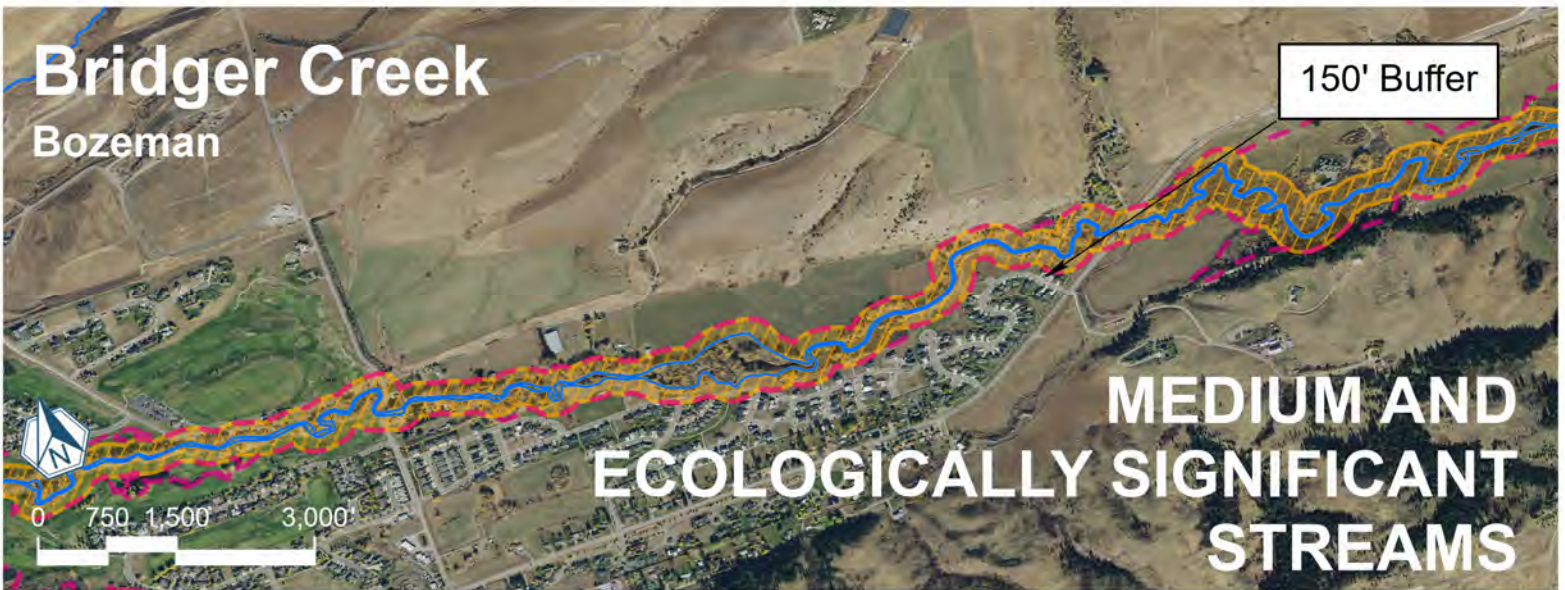 Bridger Creek
Bozeman
150' Buffer
MEDIUM AND
ECOLOGICALLY SIGNIFICANT
STREAMS
N
0 750 1,500' 3,000'